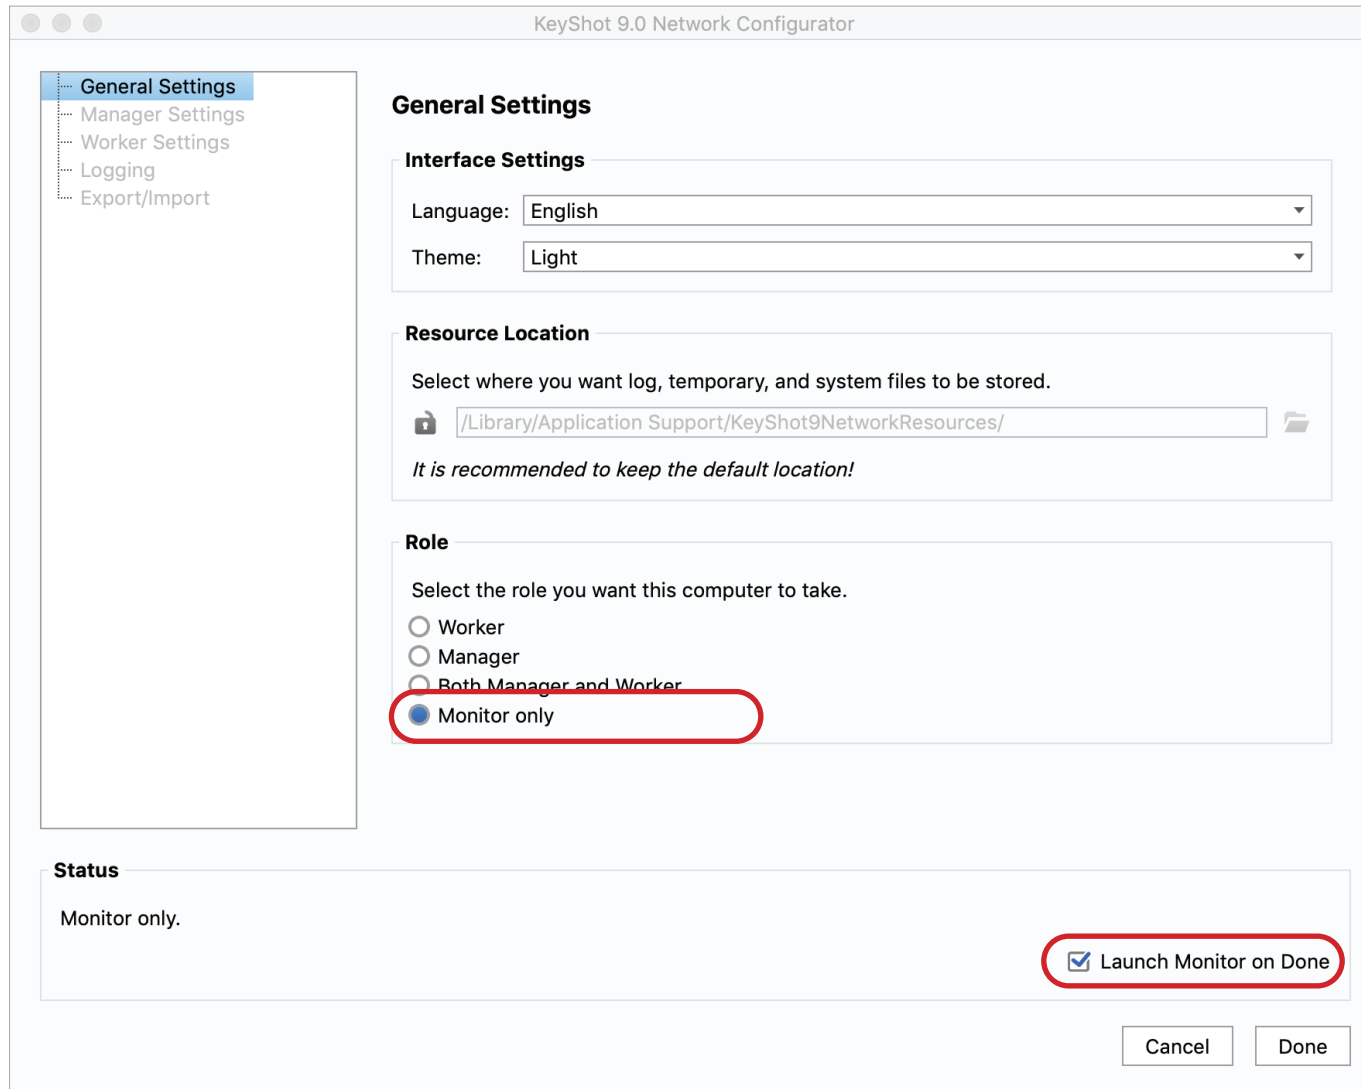 KeyShot 9.0 Network Configurator
General Settings
Manager Settings
Worker Settings
Logging
Export/Import
General Settings
Interface Settings
Language: English
Theme: Light
Resource Location
Select where you want log, temporary, and system files to be stored.
/Library/Application Support/KeyShot9NetworkResources/
It is recommended to keep the default location!
Role
Select the role you want this computer to take.
Worker
Manager
Both Manager and Worker
Monitor only
Status
Monitor only.
Launch Monitor on Done
Cancel Done